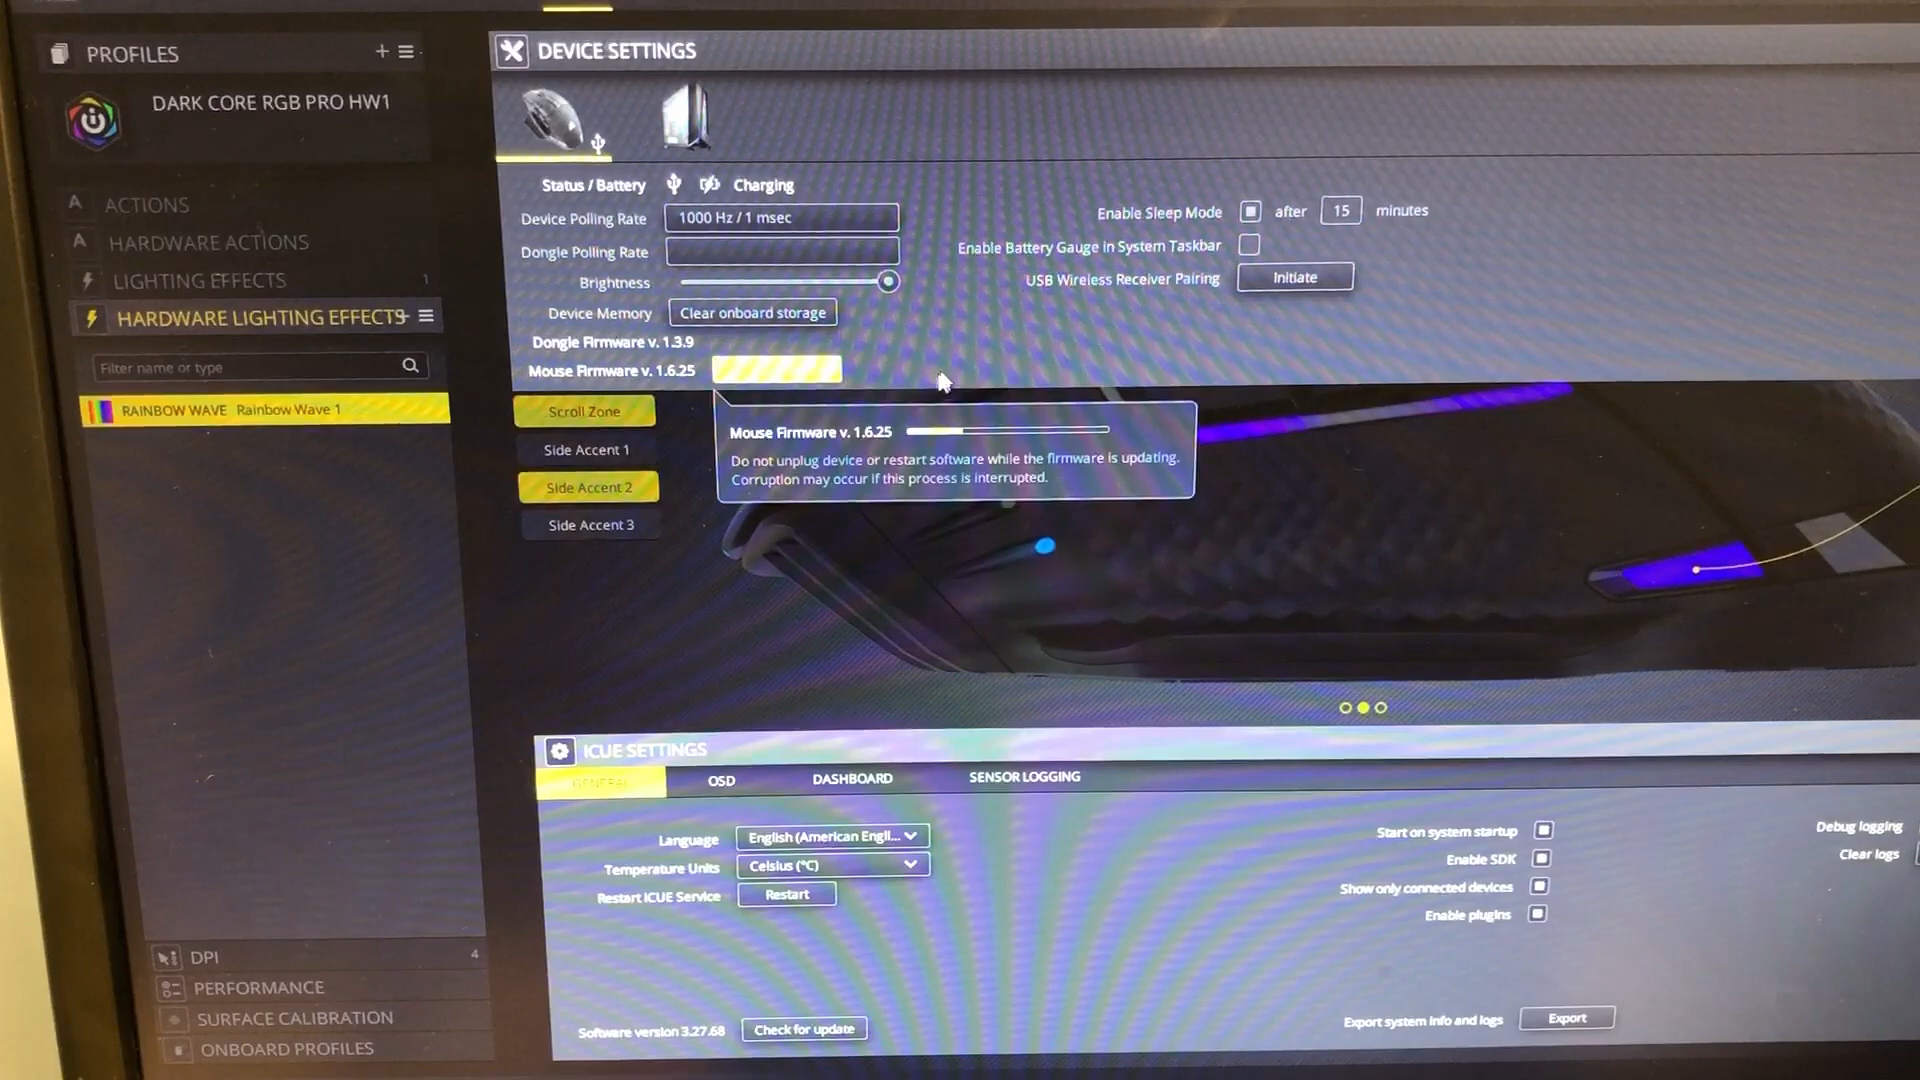 PROFILES
DARK CORE RGB PRO HW1
ACTIONS
HARDWARE ACTIONS
LIGHTING EFFECTS 1
HARDWARE LIGHTING EFFECTS
Filter name or type
RAINBOW WAVE Rainbow Wave 1
DPI 4
PERFORMANCE
SURFACE CALIBRATION
ONBOARD PROFILES
DEVICE SETTINGS
Status / Battery Charging
Device Polling Rate 1000 Hz / 1 msec
Dongle Polling Rate
Brightness
Device Memory Clear onboard storage
Dongle Firmware v. 1.3.9
Mouse Firmware v. 1.6.25
Enable Sleep Mode after 15 minutes
Enable Battery Gauge in System Taskbar
USB Wireless Receiver Pairing Initiate
Scroll Zone
Side Accent 1
Side Accent 2
Side Accent 3
Mouse Firmware v. 1.6.25
Do not unplug device or restart software while the firmware is updating.
Corruption may occur if this process is interrupted.
ICUE SETTINGS
GENERAL OSD DASHBOARD SENSOR LOGGING
Language English (American Engli...
Temperature Units Celsius (°C)
Restart iCUE Service Restart
Start on system startup
Enable SDK
Show only connected devices
Enable plugins
Debug logging
Clear logs
Software version 3.27.68 Check for update
Export system info and logs Export